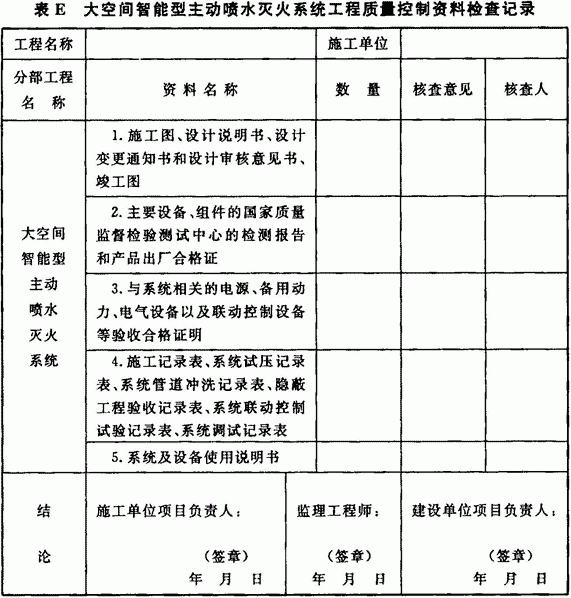 表 E 大空间智能型主动喷水灭火系统工程质量控制资料检查记录
工程名称 施工单位
分部工程名 称 资 料 名 称 数 量 核查意见 核查人
大空间
智能型
主动
喷水
灭火
系统
1.施工图、设计说明书、设计
变更通知书和设计审核意见书、
竣工图
2.主要设备、组件的国家质量
监督检验测试中心的检测报告
和产品出厂合格证
3.与系统相关的电源、备用动
力、电气设备以及联动控制设备
等验收合格证明
4.施工记录表、系统试压记录
表、系统管道冲洗记录表、隐蔽
工程验收记录表、系统联动控制
试验记录表、系统调试记录表
5.系统及设备使用说明书
结
论
施工单位项目负责人：
（签章）
年 月 日
监理工程师：
（签章）
年 月 日
建设单位项目负责人：
（签章）
年 月 日